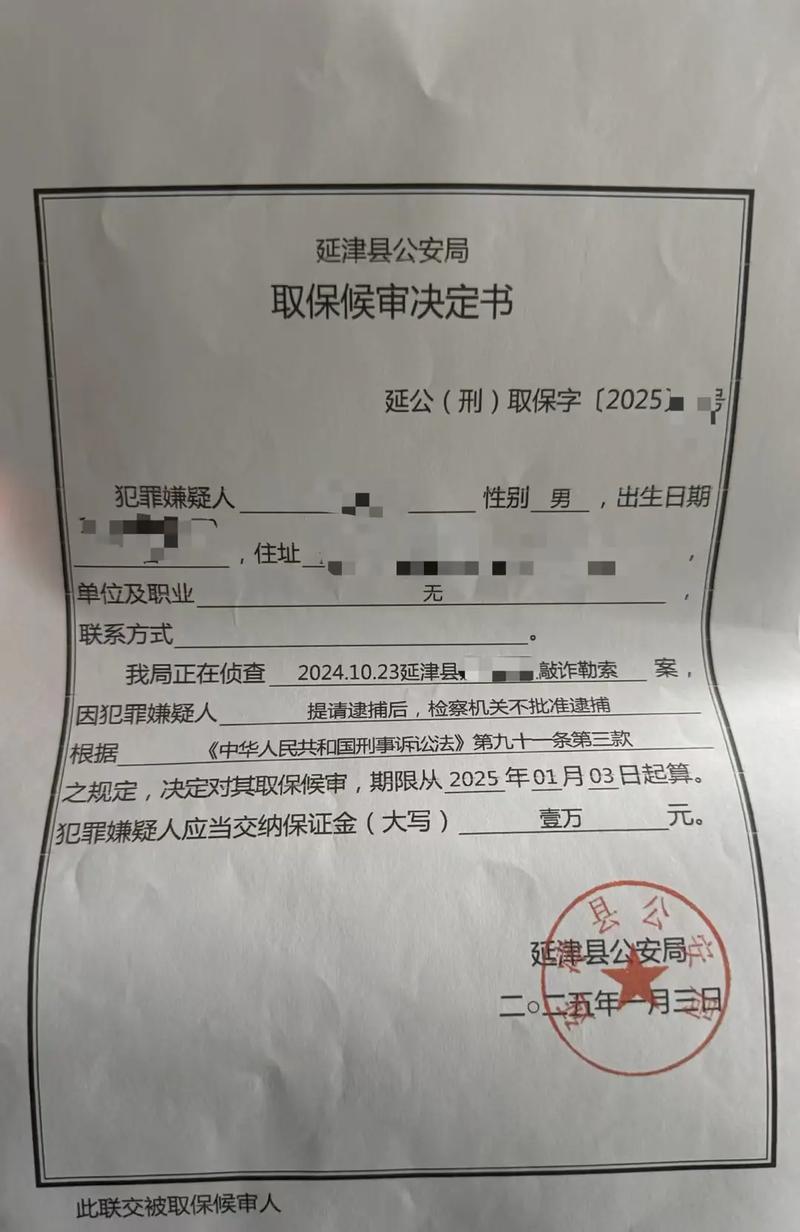 延津县公安局
取保候审决定书
延公（刑）取保字〔2025〕号
犯罪嫌疑人 性别 男 ，出生日期
，住址 ，
单位及职业 无 ，
联系方式 。
我局正在侦查 2024.10.23延津县 敲诈勒索 案，
因犯罪嫌疑人 提请逮捕后，检察机关不批准逮捕
根据 《中华人民共和国刑事诉讼法》第九十一条第三款
之规定，决定对其取保候审，期限从 2025 年 01 月 03 日起算。
犯罪嫌疑人应当交纳保证金（大写） 壹万 元。
延津县公安局
二○二五年一月三日
此联交被取保候审人